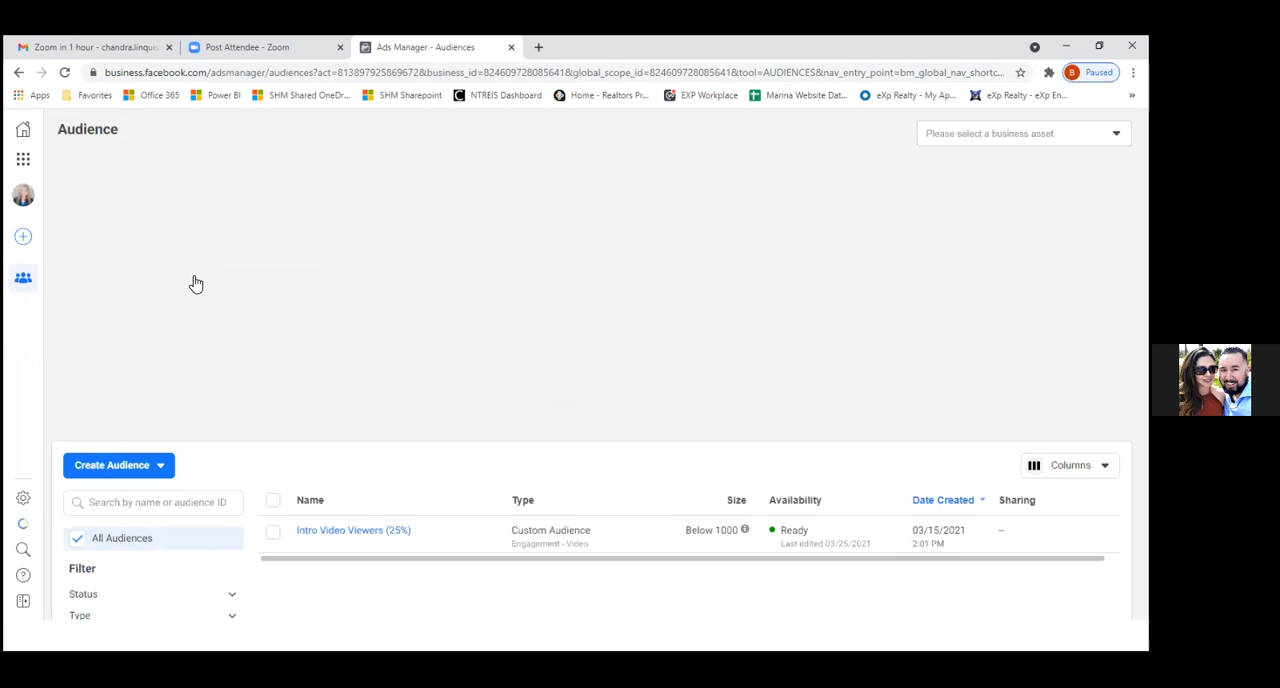 Zoom in 1 hour - chandra.linque
Post Attendee - Zoom
Ads Manager - Audiences
business.facebook.com/adsmanager/audiences?act=813897925869672&business_id=824609728085641&global_scope_id=824609728085641&tool=AUDIENCES&nav_entry_point=bm_global_nav_shortc...
B Paused
Apps
Favorites
Office 365
Power BI
SHM Shared OneDr...
SHM Sharepoint
NTREIS Dashboard
Home - Realtors Pr...
EXP Workplace
Marina Website Dat...
eXp Realty - My Ap...
eXp Realty - eXp En...
»
Audience
Please select a business asset
Create Audience
Columns
Search by name or audience ID
Name Type Size Availability Date Created Sharing
All Audiences
Intro Video Viewers (25%) Custom Audience Below 1000 Ready 03/15/2021 --
Engagement - Video Last edited 03/25/2021 2:01 PM
Filter
Status
Type